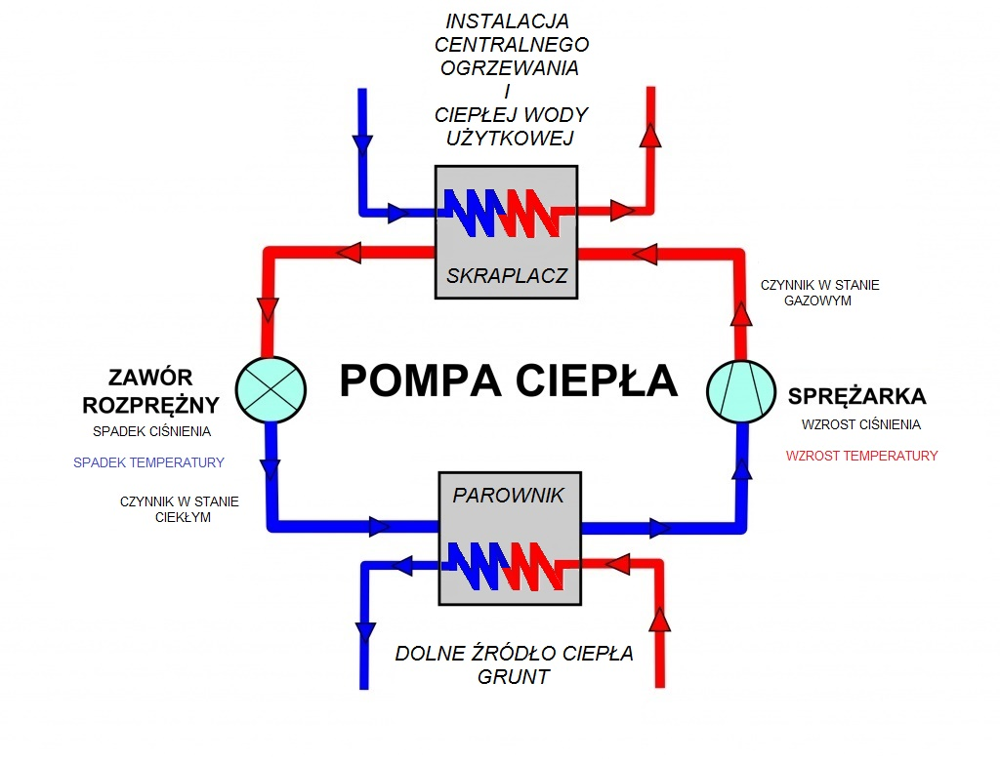 INSTALACJA
CENTRALNEGO
OGRZEWANIA
I
CIEPŁEJ WODY
UŻYTKOWEJ
SKRAPLACZ
CZYNNIK W STANIE
GAZOWYM
ZAWÓR
ROZPRĘŻNY
SPADEK CIŚNIENIA
SPADEK TEMPERATURY
CZYNNIK W STANIE
CIEKŁYM
POMPA CIEPŁA
SPRĘŻARKA
WZROST CIŚNIENIA
WZROST TEMPERATURY
PAROWNIK
DOLNE ŹRÓDŁO CIEPŁA
GRUNT